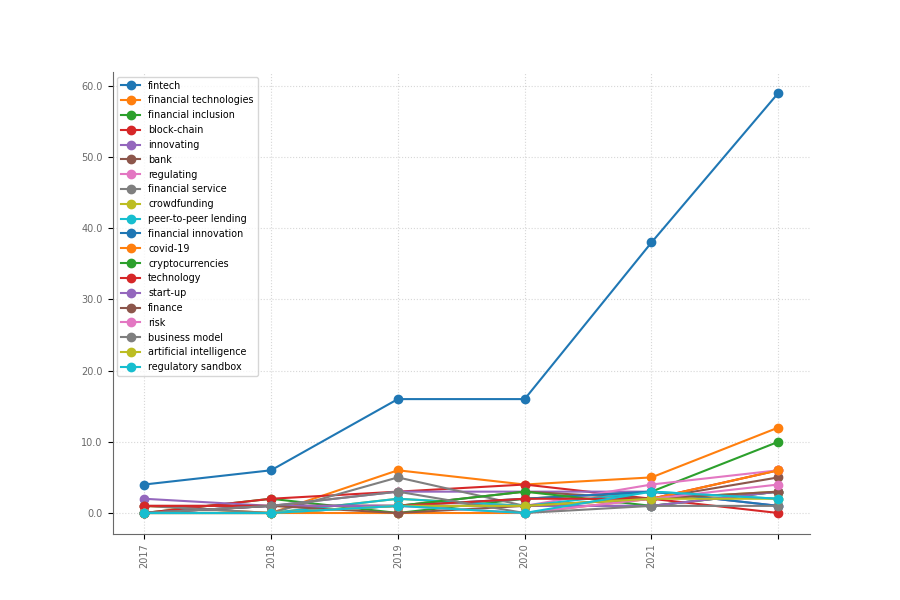 60.0
50.0
40.0
30.0
20.0
10.0
0.0
fintech
financial technologies
financial inclusion
block-chain
innovating
bank
regulating
financial service
crowdfunding
peer-to-peer lending
financial innovation
covid-19
cryptocurrencies
technology
start-up
finance
risk
business model
artificial intelligence
regulatory sandbox
2017
2018
2019
2020
2021